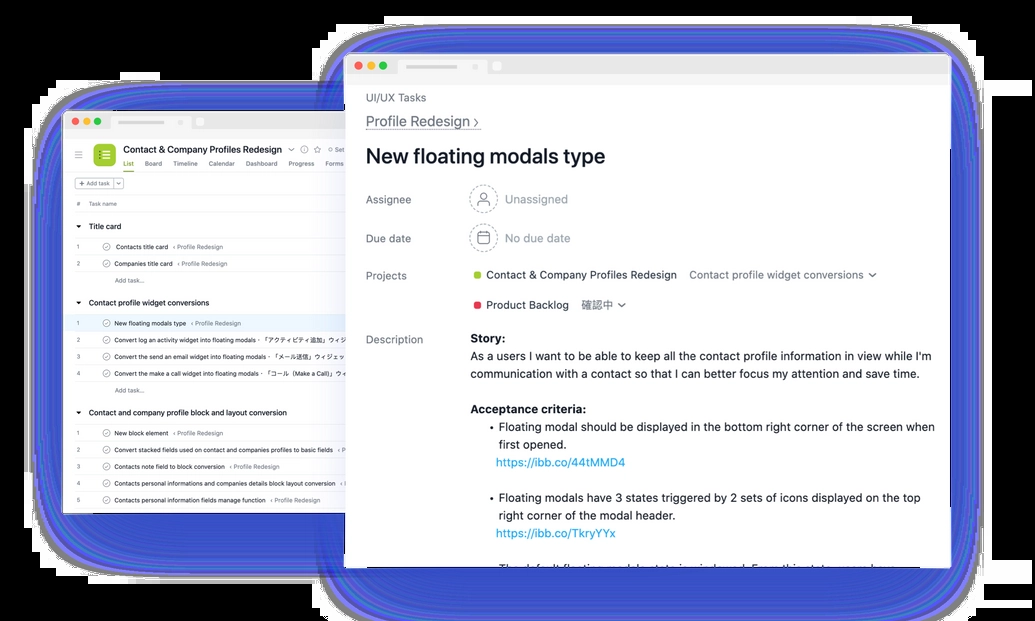 Contact & Company Profiles Redesign
Set
List Board Timeline Calendar Dashboard Progress Forms
+ Add task
# Task name
Title card
1 Contacts title card ‹ Profile Redesign
2 Companies title card ‹ Profile Redesign
Add task...
Contact profile widget conversions
1 New floating modals type ‹ Profile Redesign
2 Convert log an activity widget into floating modals - 「アクティビティ追加」ウィジ
3 Convert the send an email widget into floating modals - 「メール送信」ウィジェッ
4 Convert the make a call widget into floating modals - 「コール (Make a Call)」ウィ
Add task...
Contact and company profile block and layout conversion
1 New block element ‹ Profile Redesign
2 Convert stacked fields used on contact and companies profiles to basic fields ‹ P
3 Contacts note field to block conversion ‹ Profile Redesign
4 Contacts personal informations and companies details block layout conversion ‹
5 Contacts personal information fields manage function ‹ Profile Redesign
UI/UX Tasks
Profile Redesign ›
New floating modals type
Assignee Unassigned
Due date No due date
Projects Contact & Company Profiles Redesign Contact profile widget conversions
Product Backlog 確認中
Description Story:
As a users I want to be able to keep all the contact profile information in view while I'm
communication with a contact so that I can better focus my attention and save time.
Acceptance criteria:
• Floating modal should be displayed in the bottom right corner of the screen when
first opened.
https://ibb.co/44tMMD4
• Floating modals have 3 states triggered by 2 sets of icons displayed on the top
right corner of the modal header.
https://ibb.co/TkryYYx